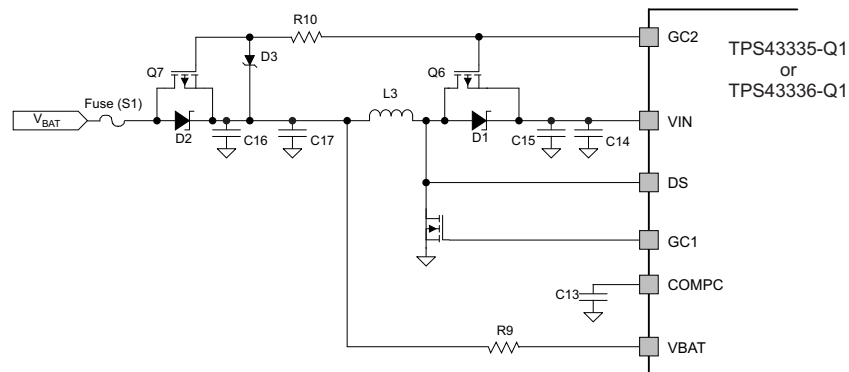 R10
GC2
TPS43335-Q1
or
TPS43336-Q1
D3
Q7
Q6
L3
Fuse (S1)
VBAT
VIN
D2
C16
C17
D1
C15
C14
DS
GC1
COMPC
C13
R9
VBAT